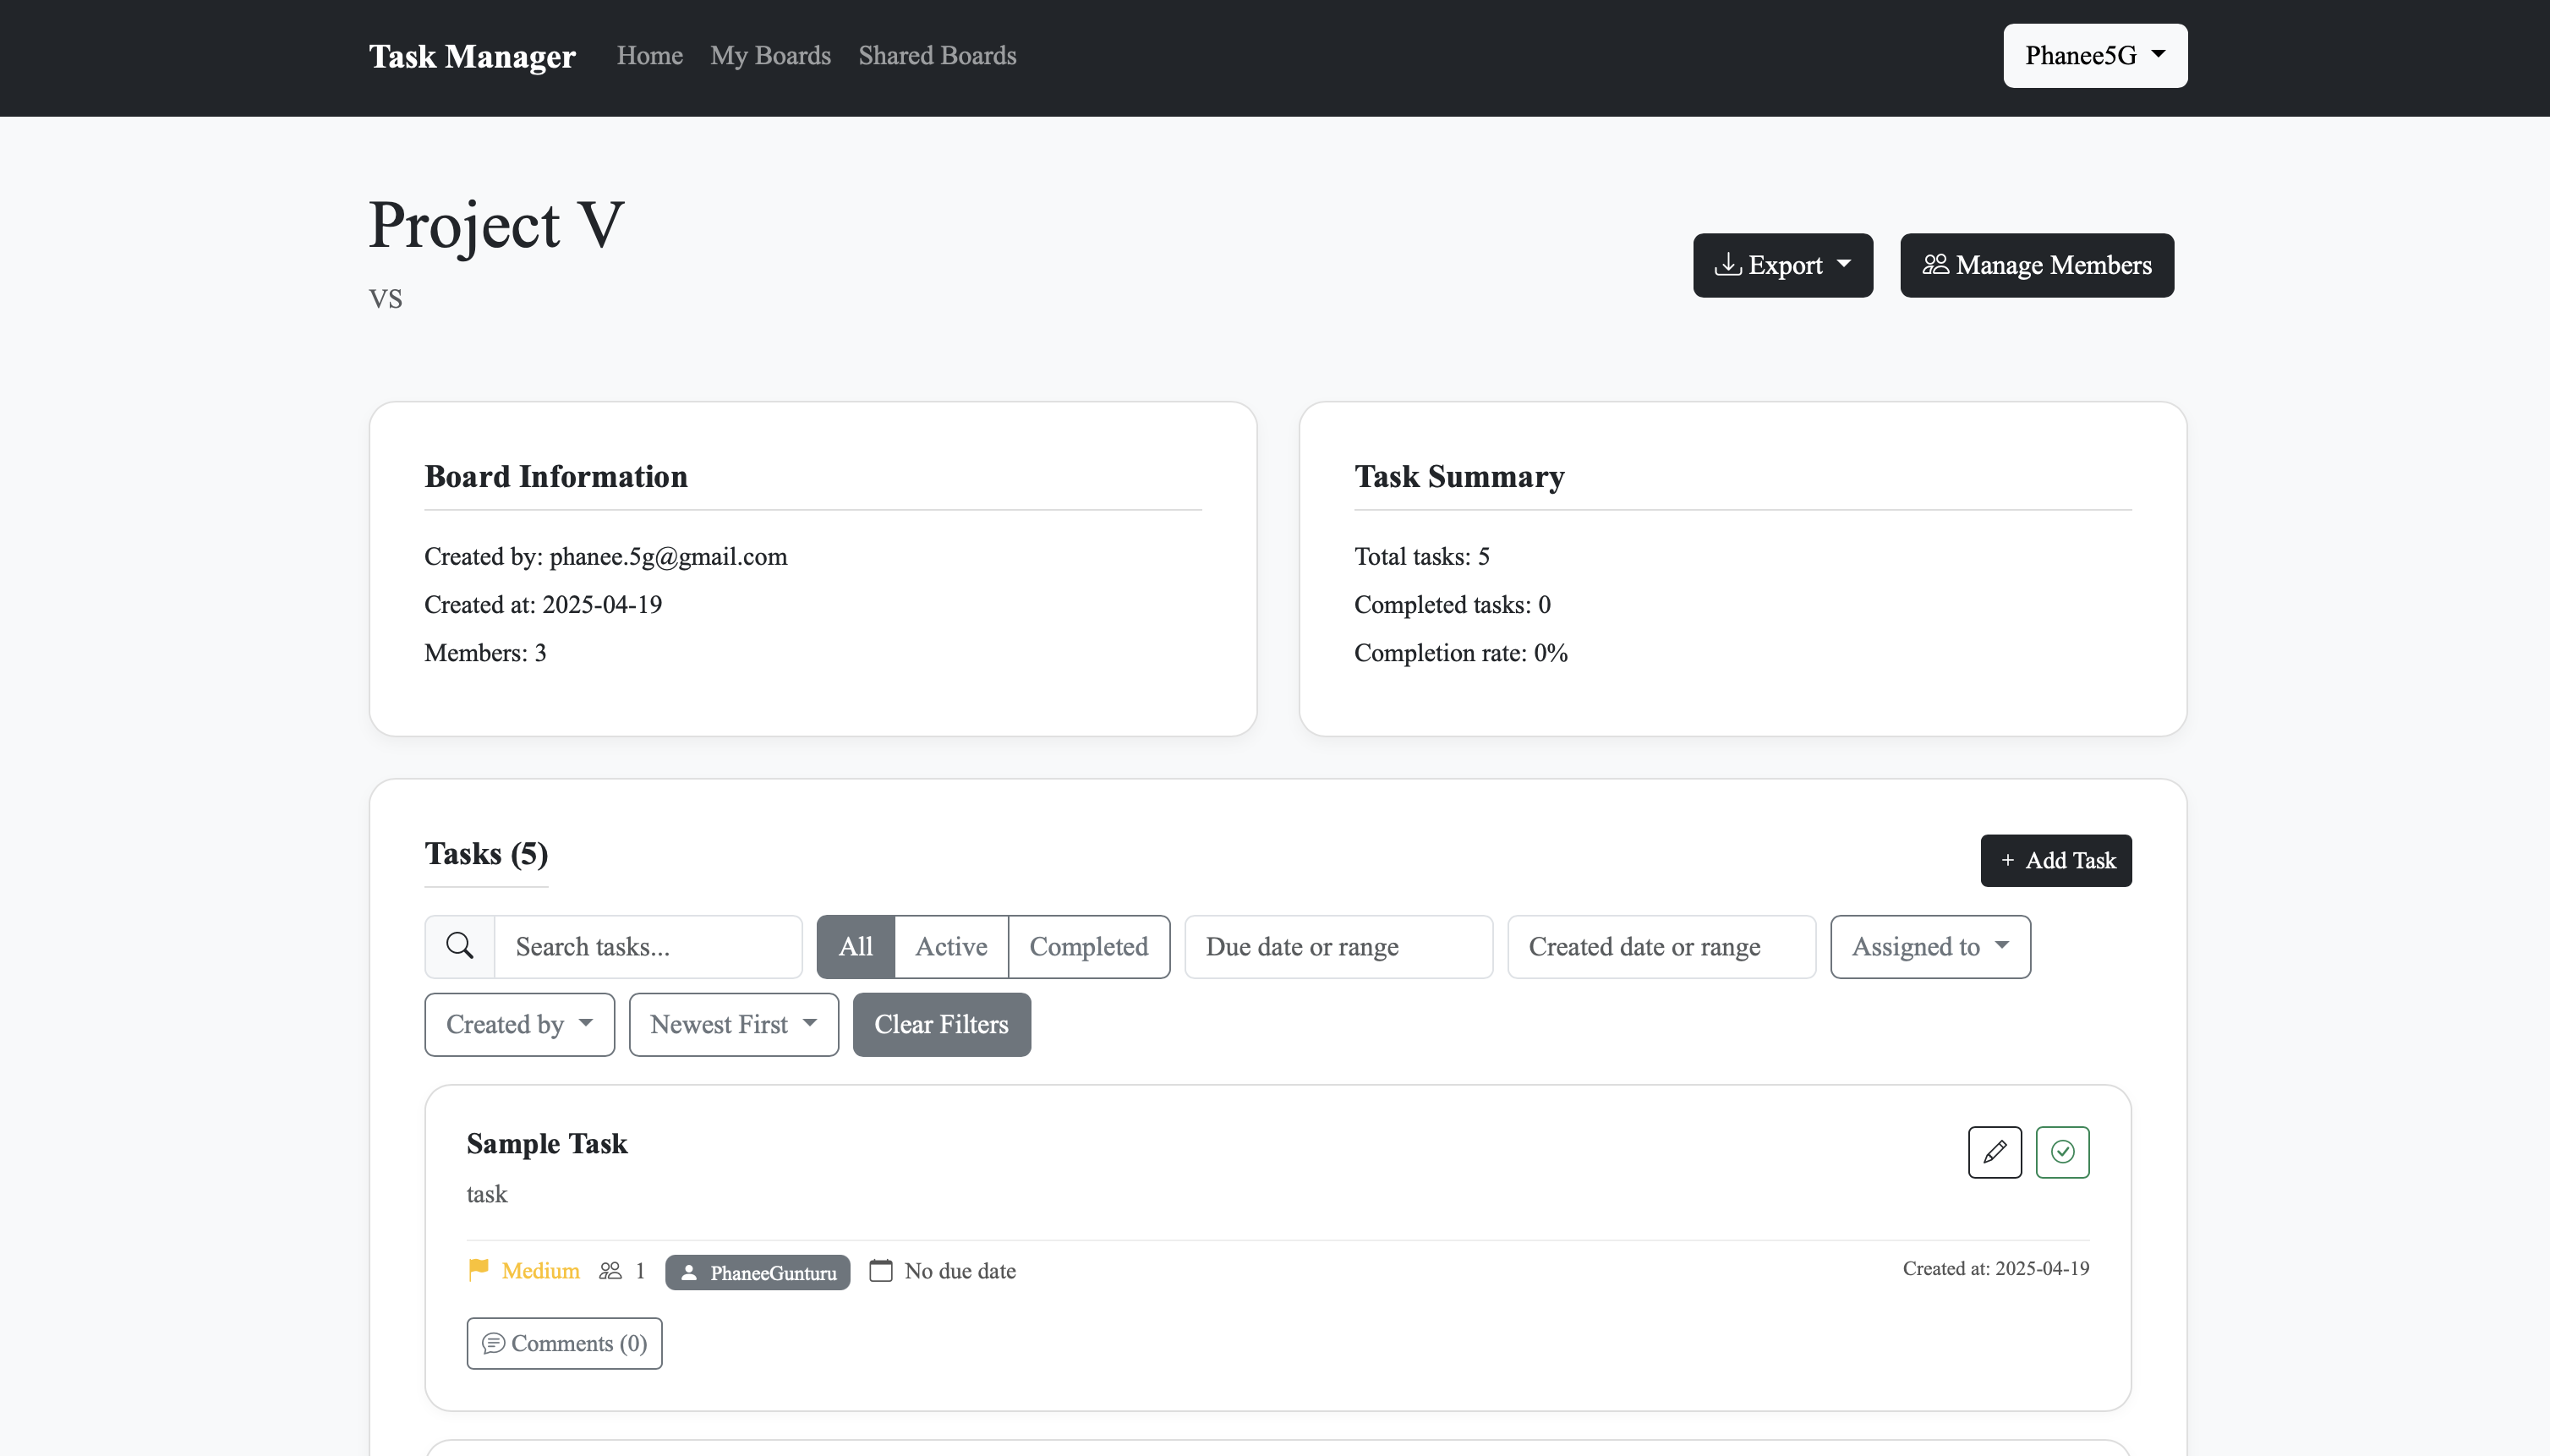 Task Manager Home My Boards Shared Boards Phanee5G
Project V
VS
Export Manage Members
Board Information
Created by: phanee.5g@gmail.com
Created at: 2025-04-19
Members: 3
Task Summary
Total tasks: 5
Completed tasks: 0
Completion rate: 0%
Tasks (5)
+ Add Task
Search tasks... All Active Completed Due date or range Created date or range Assigned to
Created by Newest First Clear Filters
Sample Task
task
Medium 1 PhaneeGunturu No due date Created at: 2025-04-19
Comments (0)